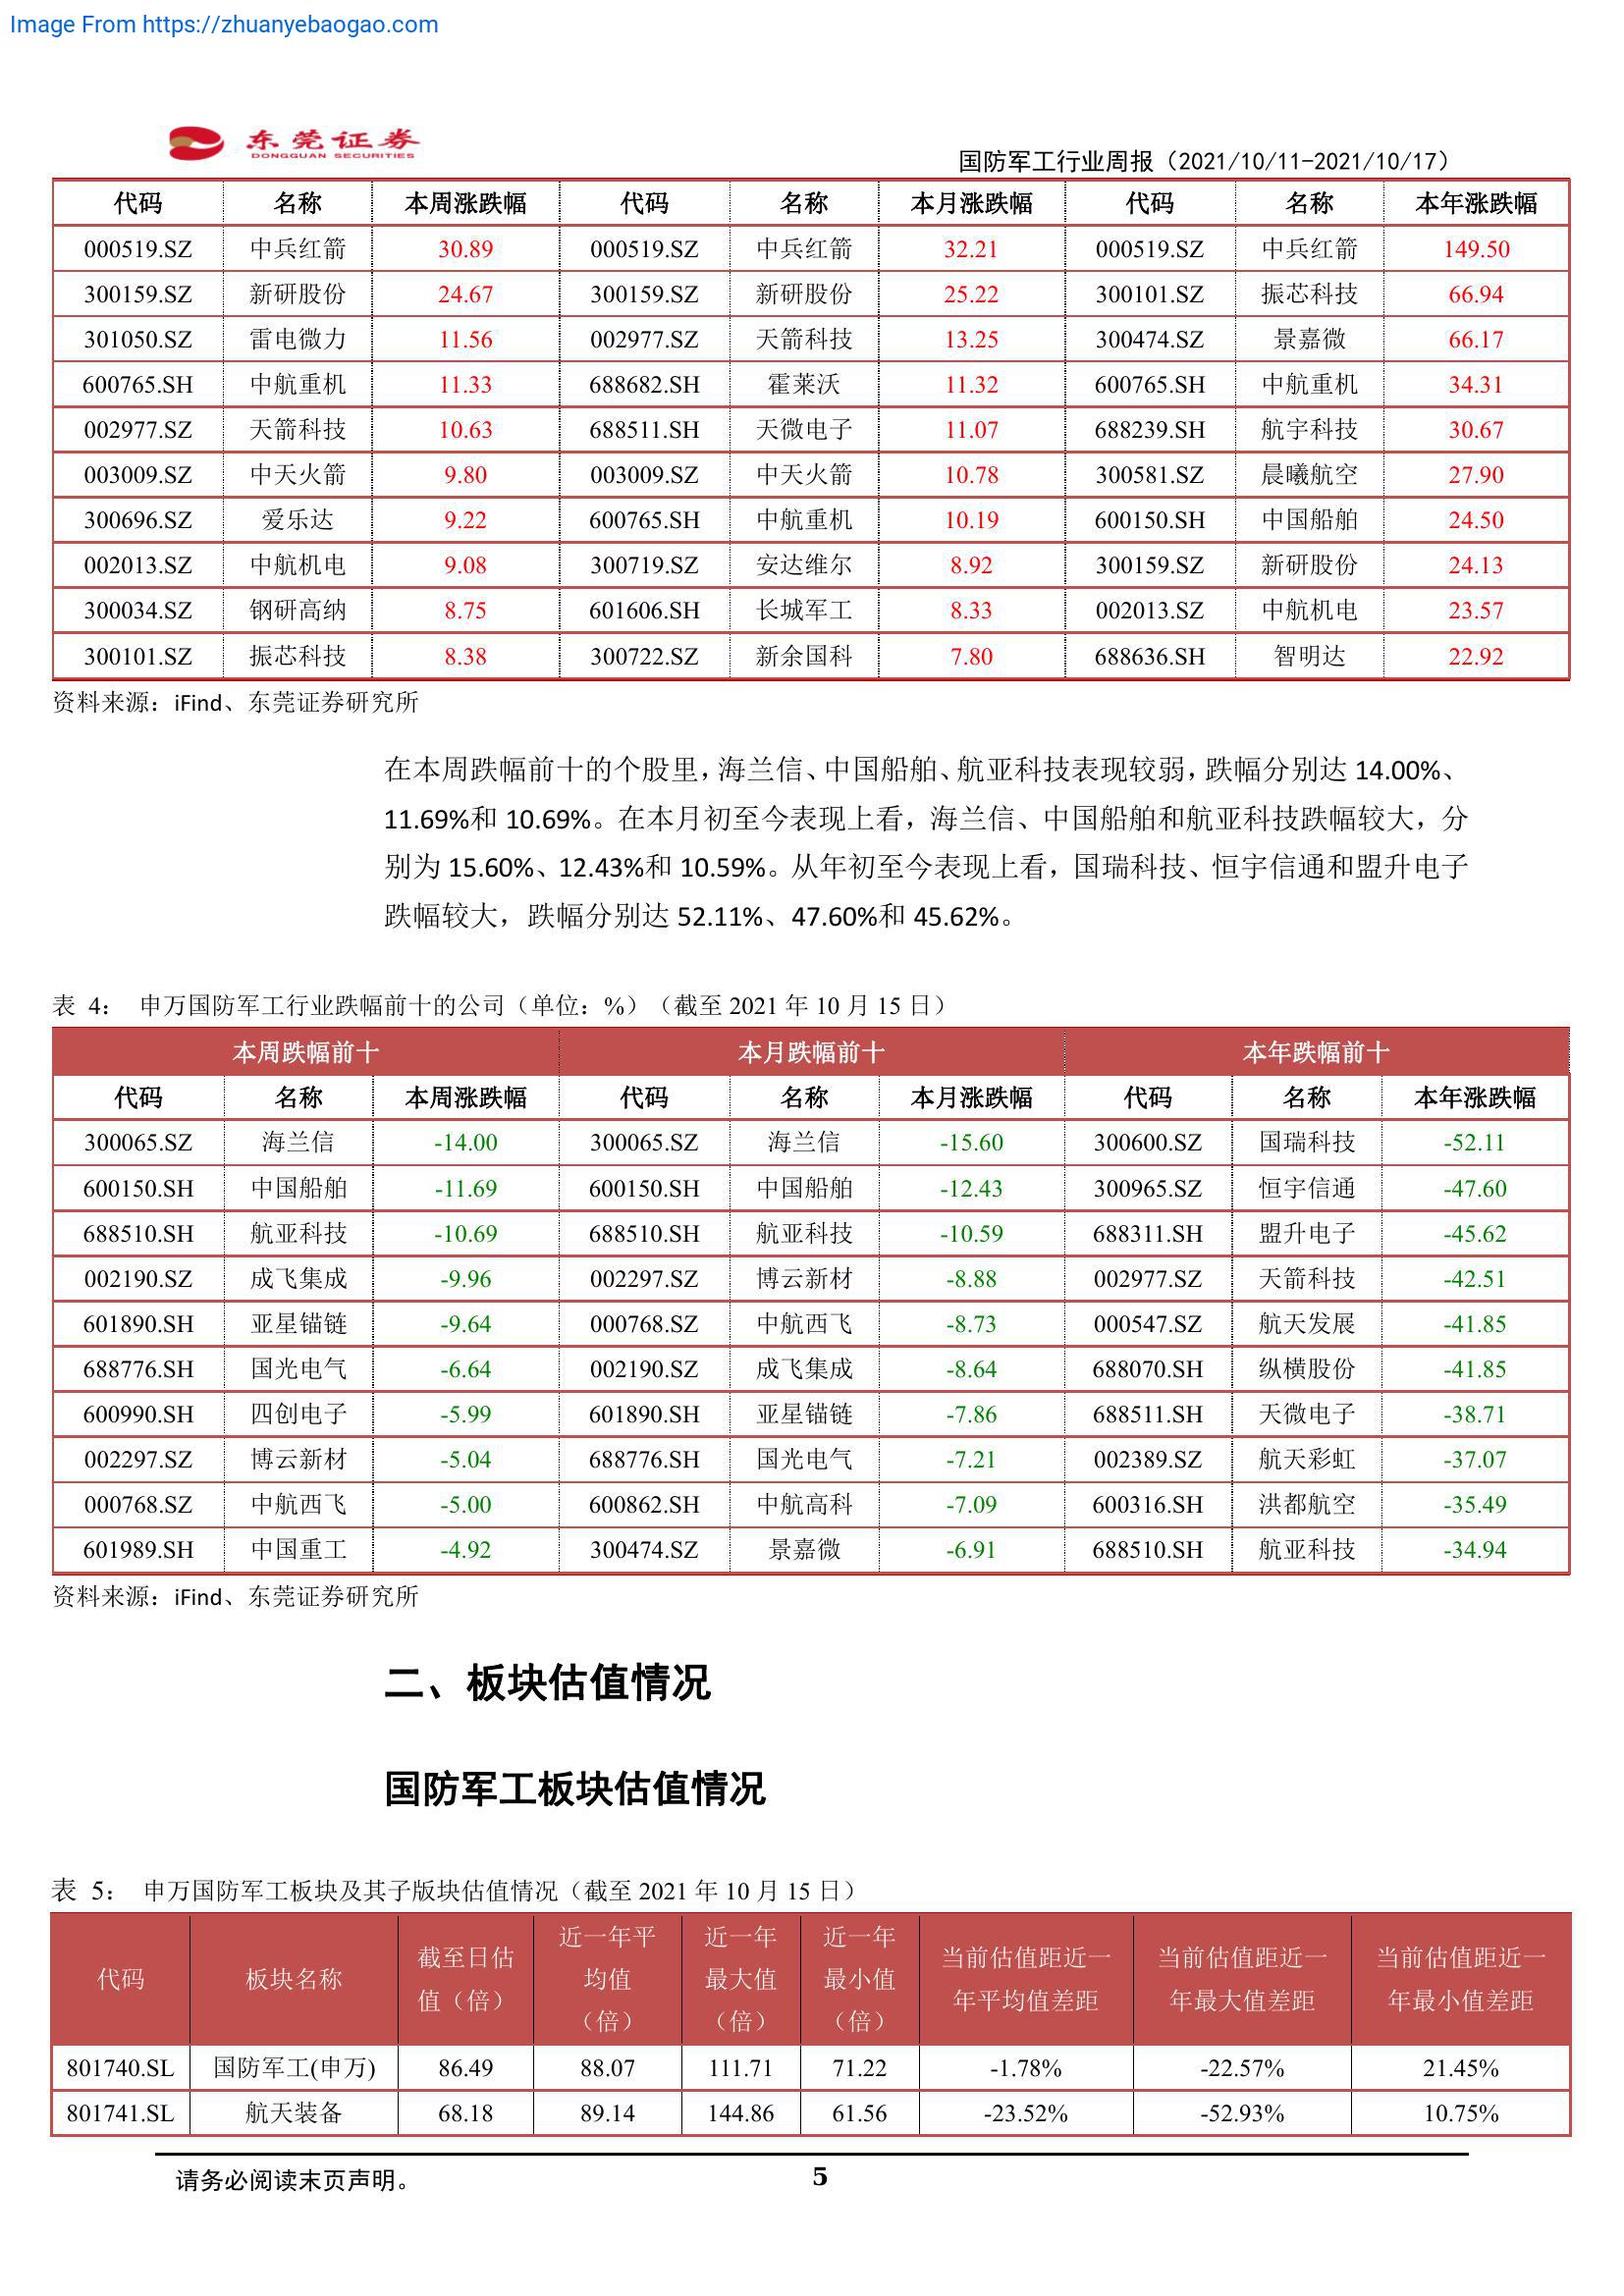 Image From https://zhuanyebaogao.com
东莞证券
DONGGUAN SECURITIES
国防军工行业周报（2021/10/11-2021/10/17）
代码 名称 本周涨跌幅 代码 名称 本月涨跌幅 代码 名称 本年涨跌幅
000519.SZ 中兵红箭 30.89 000519.SZ 中兵红箭 32.21 000519.SZ 中兵红箭 149.50
300159.SZ 新研股份 24.67 300159.SZ 新研股份 25.22 300101.SZ 振芯科技 66.94
301050.SZ 雷电微力 11.56 002977.SZ 天箭科技 13.25 300474.SZ 景嘉微 66.17
600765.SH 中航重机 11.33 688682.SH 霍莱沃 11.32 600765.SH 中航重机 34.31
002977.SZ 天箭科技 10.63 688511.SH 天微电子 11.07 688239.SH 航宇科技 30.67
003009.SZ 中天火箭 9.80 003009.SZ 中天火箭 10.78 300581.SZ 晨曦航空 27.90
300696.SZ 爱乐达 9.22 600765.SH 中航重机 10.19 600150.SH 中国船舶 24.50
002013.SZ 中航机电 9.08 300719.SZ 安达维尔 8.92 300159.SZ 新研股份 24.13
300034.SZ 钢研高纳 8.75 601606.SH 长城军工 8.33 002013.SZ 中航机电 23.57
300101.SZ 振芯科技 8.38 300722.SZ 新余国科 7.80 688636.SH 智明达 22.92
资料来源：iFind、东莞证券研究所
在本周跌幅前十的个股里，海兰信、中国船舶、航亚科技表现较弱，跌幅分别达 14.00%、
11.69%和 10.69%。在本月初至今表现上看，海兰信、中国船舶和航亚科技跌幅较大，分
别为 15.60%、12.43%和 10.59%。从年初至今表现上看，国瑞科技、恒宇信通和盟升电子
跌幅较大，跌幅分别达 52.11%、47.60%和 45.62%。
表 4： 申万国防军工行业跌幅前十的公司（单位：%）（截至 2021 年 10 月 15 日）
本周跌幅前十 本月跌幅前十 本年跌幅前十
代码 名称 本周涨跌幅 代码 名称 本月涨跌幅 代码 名称 本年涨跌幅
300065.SZ 海兰信 -14.00 300065.SZ 海兰信 -15.60 300600.SZ 国瑞科技 -52.11
600150.SH 中国船舶 -11.69 600150.SH 中国船舶 -12.43 300965.SZ 恒宇信通 -47.60
688510.SH 航亚科技 -10.69 688510.SH 航亚科技 -10.59 688311.SH 盟升电子 -45.62
002190.SZ 成飞集成 -9.96 002297.SZ 博云新材 -8.88 002977.SZ 天箭科技 -42.51
601890.SH 亚星锚链 -9.64 000768.SZ 中航西飞 -8.73 000547.SZ 航天发展 -41.85
688776.SH 国光电气 -6.64 002190.SZ 成飞集成 -8.64 688070.SH 纵横股份 -41.85
600990.SH 四创电子 -5.99 601890.SH 亚星锚链 -7.86 688511.SH 天微电子 -38.71
002297.SZ 博云新材 -5.04 688776.SH 国光电气 -7.21 002389.SZ 航天彩虹 -37.07
000768.SZ 中航西飞 -5.00 600862.SH 中航高科 -7.09 600316.SH 洪都航空 -35.49
601989.SH 中国重工 -4.92 300474.SZ 景嘉微 -6.91 688510.SH 航亚科技 -34.94
资料来源：iFind、东莞证券研究所
二、板块估值情况
国防军工板块估值情况
表 5： 申万国防军工板块及其子版块估值情况（截至 2021 年 10 月 15 日）
代码 板块名称 截至日估值（倍） 近一年平均值（倍） 近一年最大值（倍） 近一年最小值（倍） 当前估值距近一年平均值差距 当前估值距近一年最大值差距 当前估值距近一年最小值差距
801740.SL 国防军工(申万) 86.49 88.07 111.71 71.22 -1.78% -22.57% 21.45%
801741.SL 航天装备 68.18 89.14 144.86 61.56 -23.52% -52.93% 10.75%
请务必阅读末页声明。
5